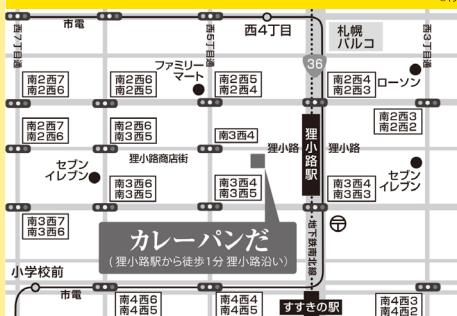 市電
西4丁目
札幌
パルコ
西7丁目通
西5丁目通
西3丁目通
36
ファミリー
マート
ローソン
南2西7
南2西6
南2西6
南2西5
南2西5
南2西4
南2西4
南2西3
南2西3
南2西2
南2西7
南2西6
南2西6
南3西5
南3西4
狸小路
狸小路駅
狸小路
狸小路商店街
セブン
イレブン
セブン
イレブン
南3西6
南3西5
南3西4
南3西5
南3西4
南3西3
南3西7
南3西6
カレーパンだ
(狸小路駅から徒歩1分 狸小路沿い)
地下鉄南北線
小学校前
市電
すすきの駅
南4西6
南4西5
南4西4
南4西5
南4西3
南4西2